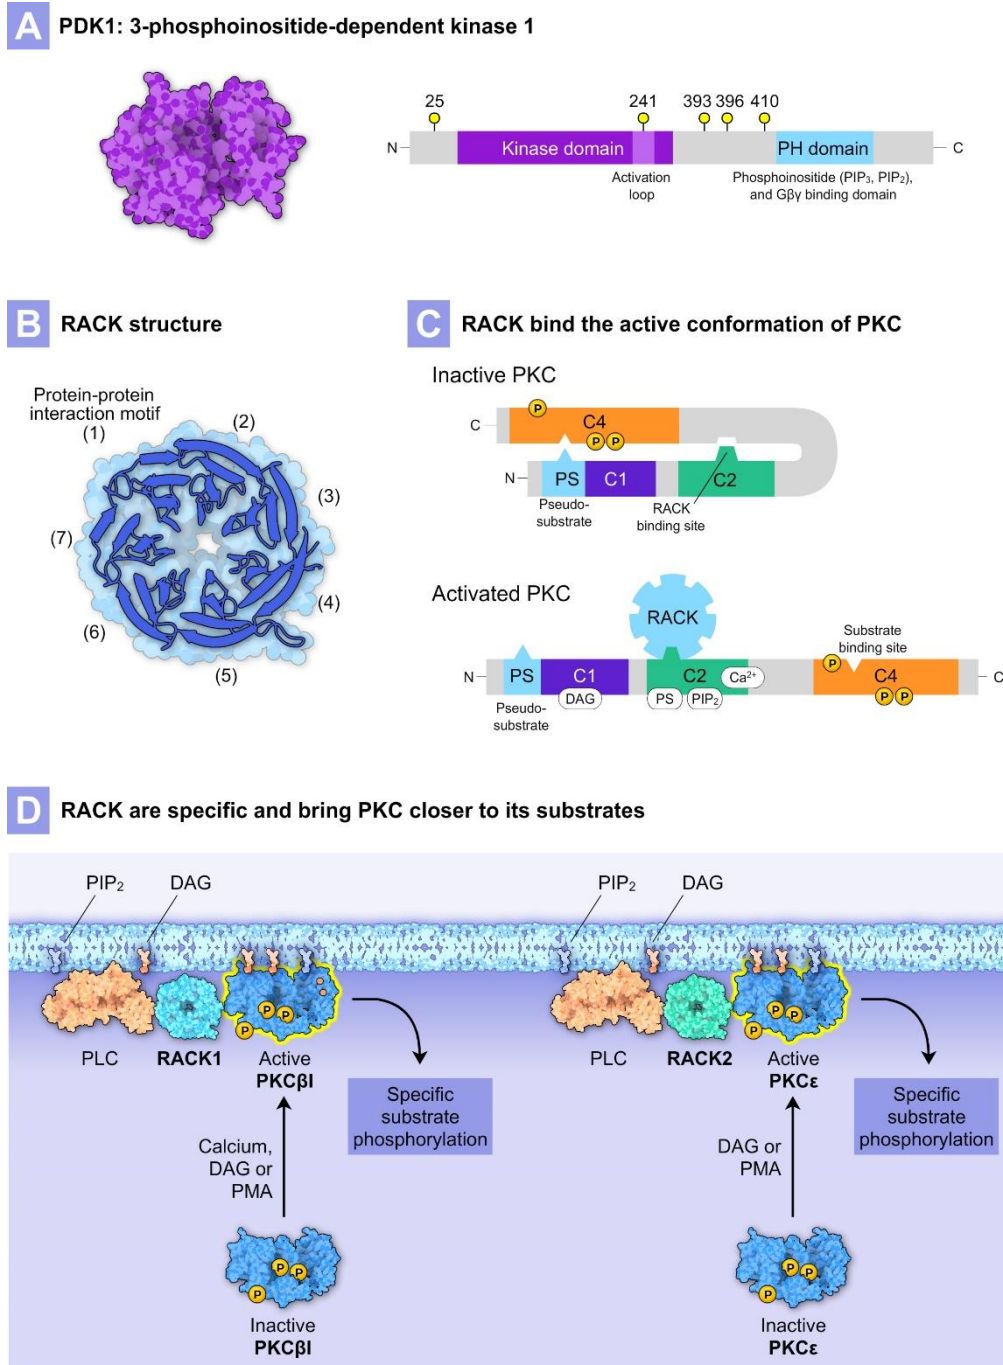 A
PDK1: 3-phosphoinositide-dependent kinase 1
25
241
393
396
410
N
Kinase domain
PH domain
C
Activation
loop
Phosphoinositide (PIP₃, PIP₂),
and Gβγ binding domain
B
RACK structure
Protein-protein
interaction motif
(1)
(2)
(3)
(4)
(5)
(6)
(7)
C
RACK bind the active conformation of PKC
Inactive PKC
P
C
C4
P
P
N
PS
C1
C2
Pseudo-
substrate
RACK
binding site
Activated PKC
RACK
Substrate
binding site
N
PS
C1
C2
Ca²⁺
P
C4
C
DAG
PS
PIP₂
P
P
Pseudo-
substrate
D
RACK are specific and bring PKC closer to its substrates
PIP₂
DAG
PIP₂
DAG
P
P
P
P
P
P
PLC
RACK1
Active
PKCβI
PLC
RACK2
Active
PKCε
Specific
substrate
phosphorylation
Specific
substrate
phosphorylation
Calcium,
DAG or
PMA
DAG or
PMA
P
P
P
P
P
P
Inactive
PKCβI
Inactive
PKCε